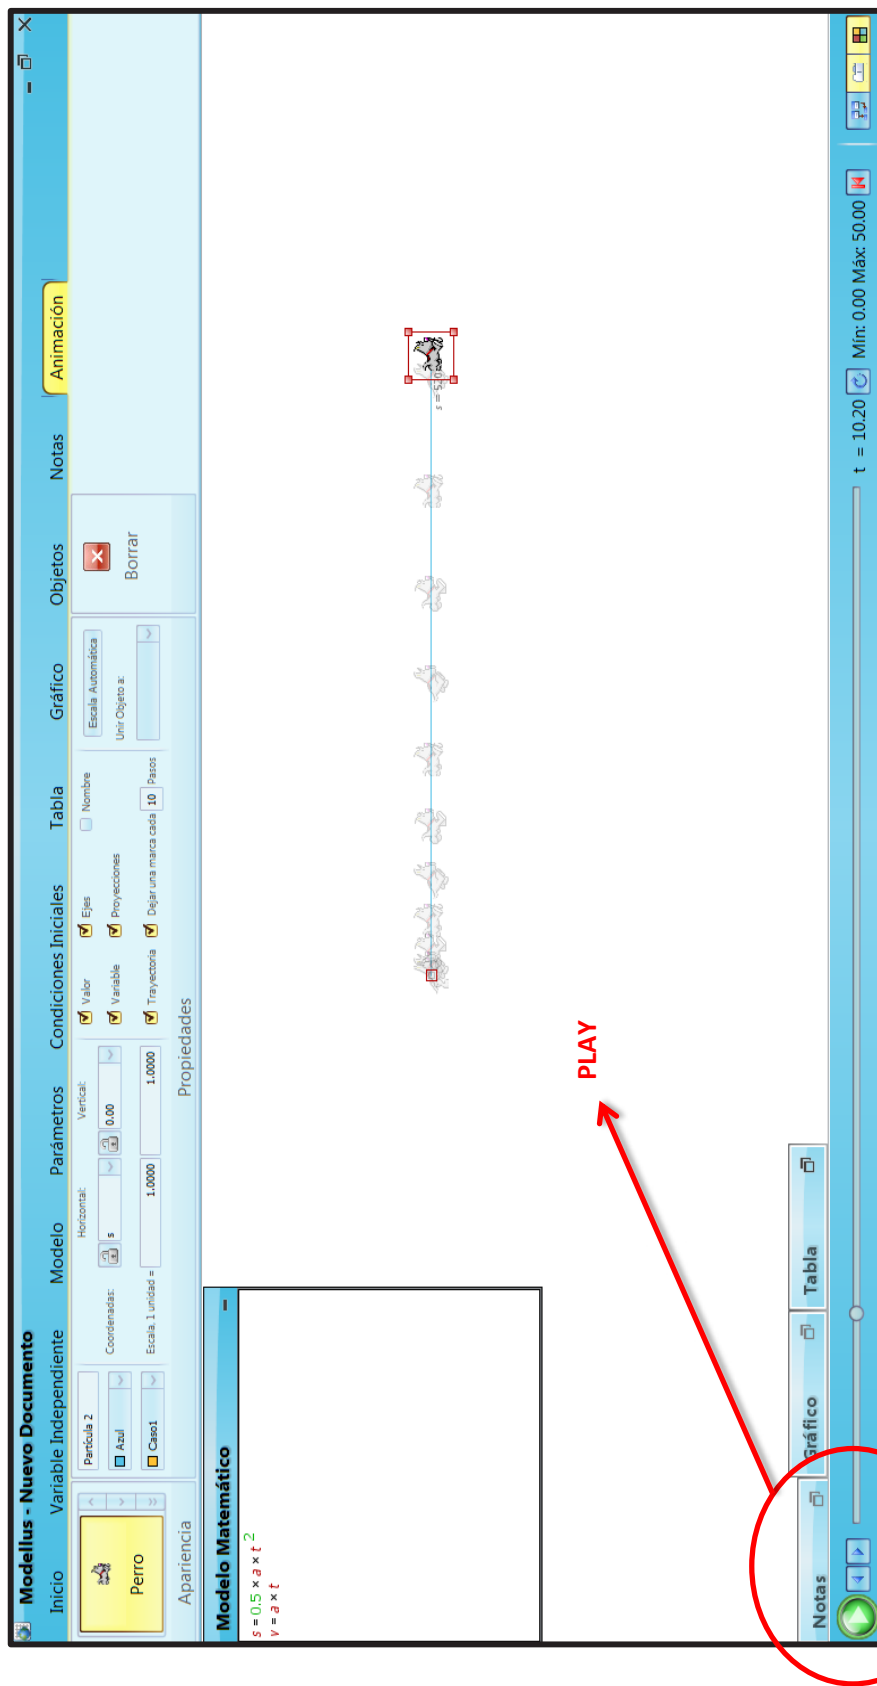 Modellus - Nuevo Documento
Inicio Variable Independiente Modelo Parámetros Condiciones Iniciales Tabla Gráfico Objetos Notas Animación
Perro
Apariencia
Partícula 2
Azul
Caso1
Coordenadas:
Horizontal:
s
Vertical:
0.00
Escala, 1 unidad =
1.0000
1.0000
Valor
Ejes
Nombre
Variable
Proyecciones
Trayectoria
Dejar una marca cada 10 Pasos
Propiedades
Escala Automática
Unir Objeto a:
Borrar
Modelo Matemático
s = 0.5 × a × t 2
v = a × t
s = 520
PLAY
Notas
Gráfico
Tabla
t = 10.20 Mín: 0.00 Máx: 50.00